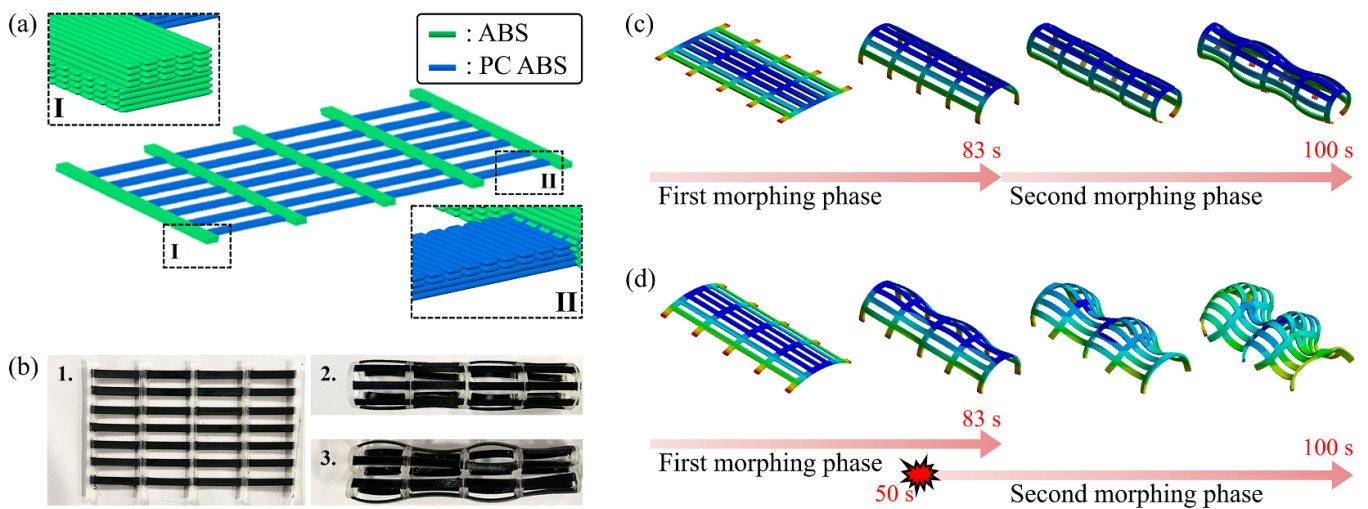 (a)
I
: ABS
: PC ABS
II
I
II
(b)
1.
2.
3.
(c)
83 s
100 s
First morphing phase
Second morphing phase
(d)
83 s
100 s
First morphing phase
50 s
Second morphing phase